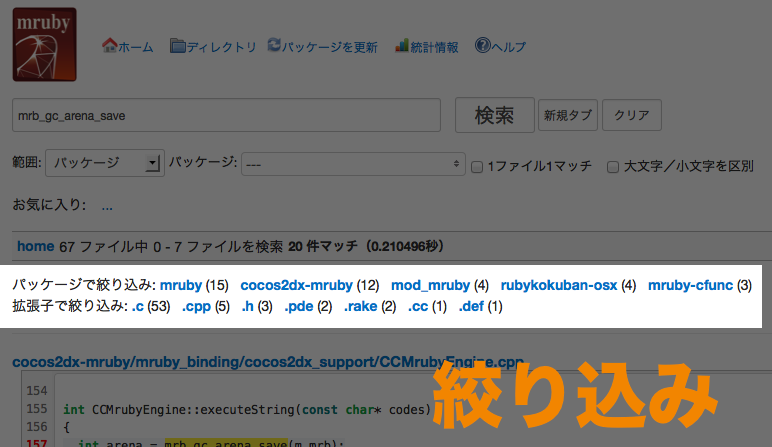 mruby
ホーム ディレクトリ パッケージを更新 統計情報 ヘルプ
mrb_gc_arena_save 検索 新規タブ クリア
範囲: パッケージ パッケージ: --- 1ファイル1マッチ 大文字／小文字を区別
お気に入り: ...
home 67 ファイル中 0 - 7 ファイルを検索 20 件マッチ（0.210496秒）
パッケージで絞り込み: mruby (15) cocos2dx-mruby (12) mod_mruby (4) rubykokuban-osx (4) mruby-cfunc (3)
拡張子で絞り込み: .c (53) .cpp (5) .h (3) .pde (2) .rake (2) .cc (1) .def (1)
cocos2dx-mruby/mruby_binding/cocos2dx_support/CCMrubyEngine.cpp
絞り込み
154
155 int CCMrubyEngine::executeString(const char* codes)
156 {
157 int arena = mrb_gc_arena_save(m_mrb);